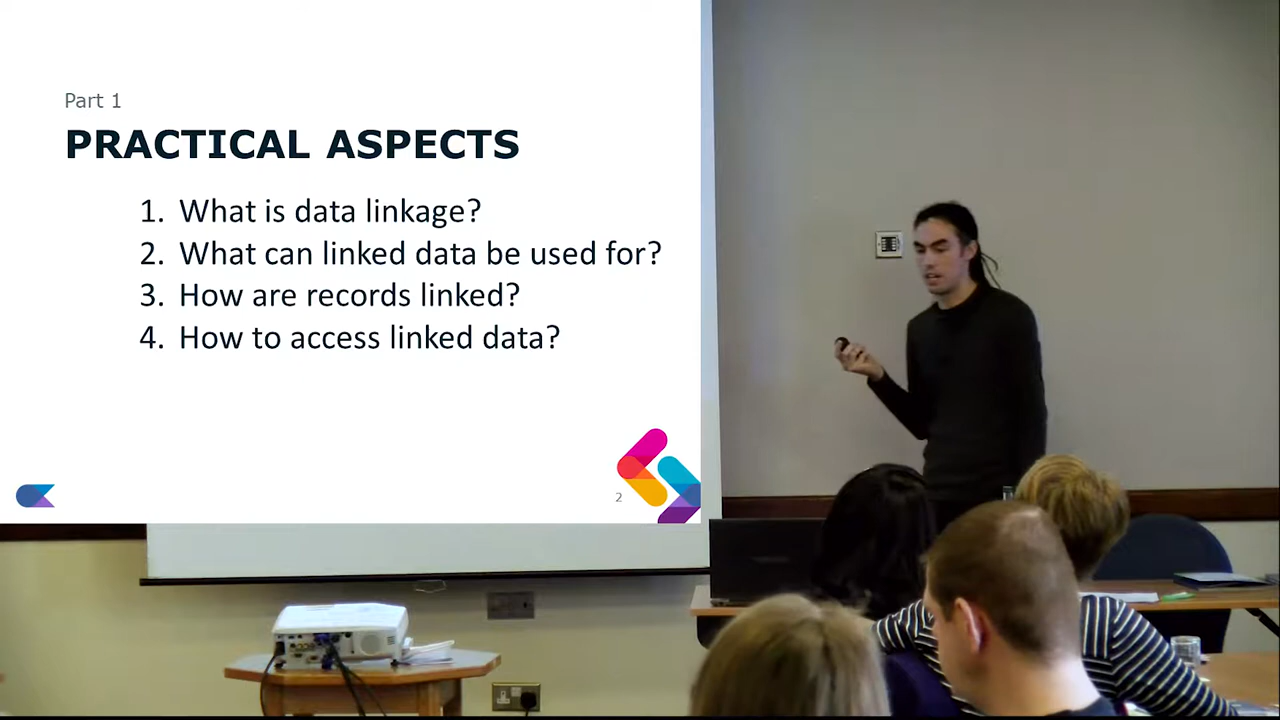 Part 1
PRACTICAL ASPECTS
1. What is data linkage?
2. What can linked data be used for?
3. How are records linked?
4. How to access linked data?
2